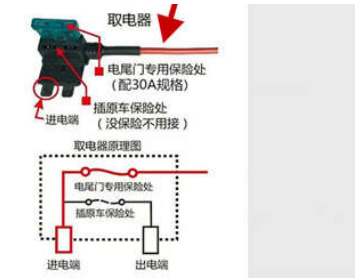 取电器
电尾门专用保险处
（配30A规格）
插原车保险处
（没保险不用接）
进电端
取电器原理图
电尾门专用保险处
插原车保险处
进电端
出电端